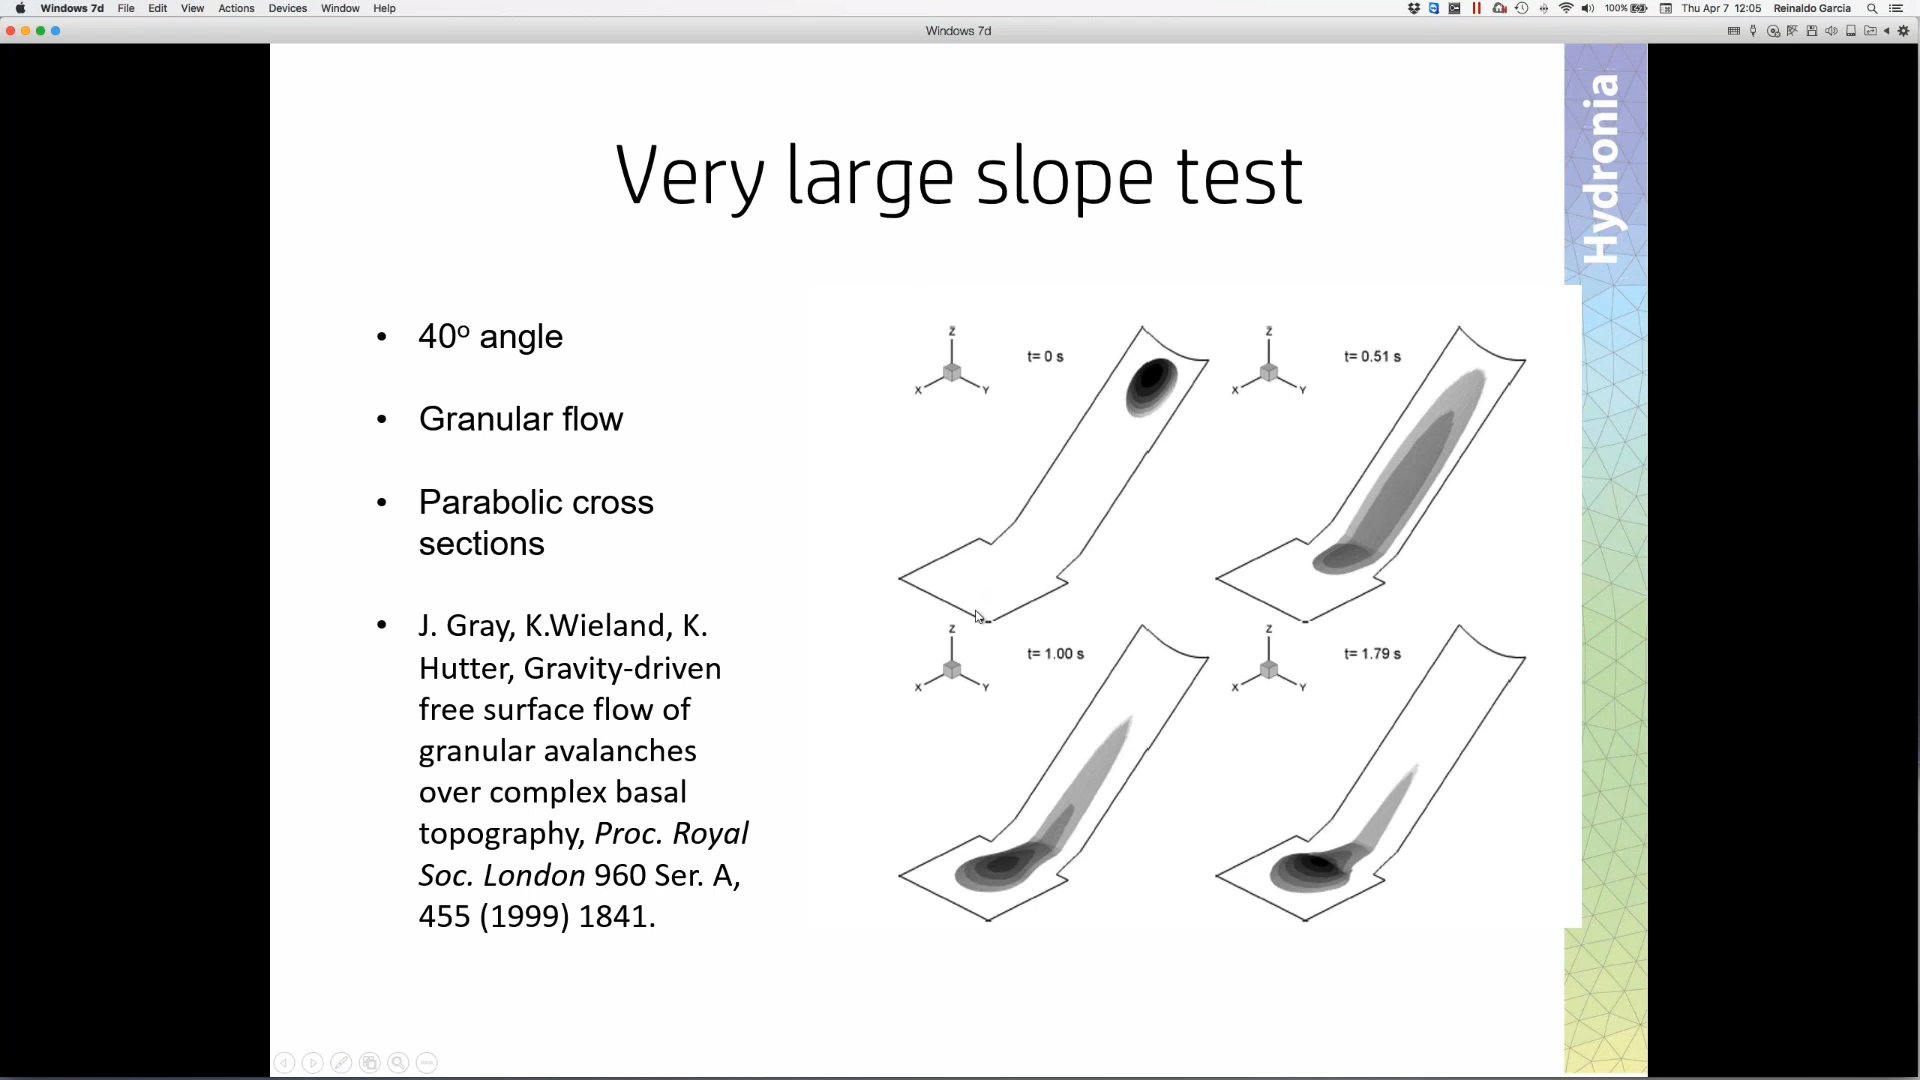 Windows 7d File Edit View Actions Devices Window Help
100% Thu Apr 7 12:05 Reinaldo Garcia
Windows 7d
Hydronia
Very large slope test
• 40º angle
• Granular flow
• Parabolic cross
sections
• J. Gray, K.Wieland, K.
Hutter, Gravity-driven
free surface flow of
granular avalanches
over complex basal
topography, Proc. Royal
Soc. London 960 Ser. A,
455 (1999) 1841.
Z
X
Y
t= 0 s
Z
X
Y
t= 0.51 s
Z
X
Y
t= 1.00 s
Z
X
Y
t= 1.79 s